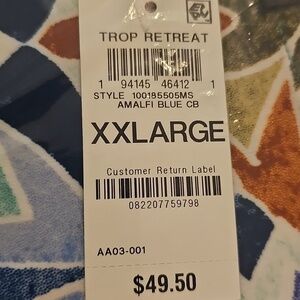 TROP RETREAT
1 94145 46412 1
STYLE 100185505MS
AMALFI BLUE CB
XXLARGE
Customer Return Label
082207759798
AA03-001
$49.50